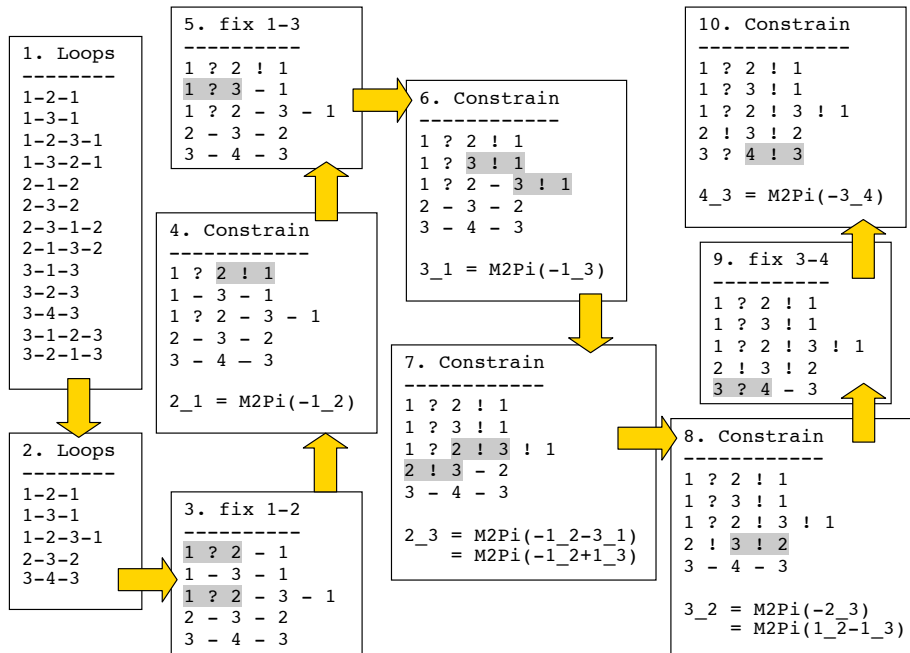 1. Loops
--------
1-2-1
1-3-1
1-2-3-1
1-3-2-1
2-1-2
2-3-2
2-3-1-2
2-1-3-2
3-1-3
3-2-3
3-4-3
3-1-2-3
3-2-1-3
2. Loops
--------
1-2-1
1-3-1
1-2-3-1
2-3-2
3-4-3
3. fix 1-2
----------
1 ? 2 – 1
1 – 3 – 1
1 ? 2 – 3 – 1
2 – 3 – 2
3 – 4 – 3
4. Constrain
------------
1 ? 2 ! 1
1 – 3 – 1
1 ? 2 – 3 – 1
2 – 3 – 2
3 – 4 — 3
2_1 = M2Pi(-1_2)
5. fix 1-3
----------
1 ? 2 ! 1
1 ? 3 – 1
1 ? 2 – 3 – 1
2 – 3 – 2
3 – 4 – 3
6. Constrain
------------
1 ? 2 ! 1
1 ? 3 ! 1
1 ? 2 – 3 ! 1
2 – 3 – 2
3 – 4 – 3
3_1 = M2Pi(-1_3)
7. Constrain
------------
1 ? 2 ! 1
1 ? 3 ! 1
1 ? 2 ! 3 ! 1
2 ! 3 – 2
3 – 4 – 3
2_3 = M2Pi(-1_2-3_1)
= M2Pi(-1_2+1_3)
8. Constrain
------------
1 ? 2 ! 1
1 ? 3 ! 1
1 ? 2 ! 3 ! 1
2 ! 3 ! 2
3 – 4 – 3
3_2 = M2Pi(-2_3)
= M2Pi(1_2-1_3)
9. fix 3-4
----------
1 ? 2 ! 1
1 ? 3 ! 1
1 ? 2 ! 3 ! 1
2 ! 3 ! 2
3 ? 4 – 3
10. Constrain
-------------
1 ? 2 ! 1
1 ? 3 ! 1
1 ? 2 ! 3 ! 1
2 ! 3 ! 2
3 ? 4 ! 3
4_3 = M2Pi(-3_4)